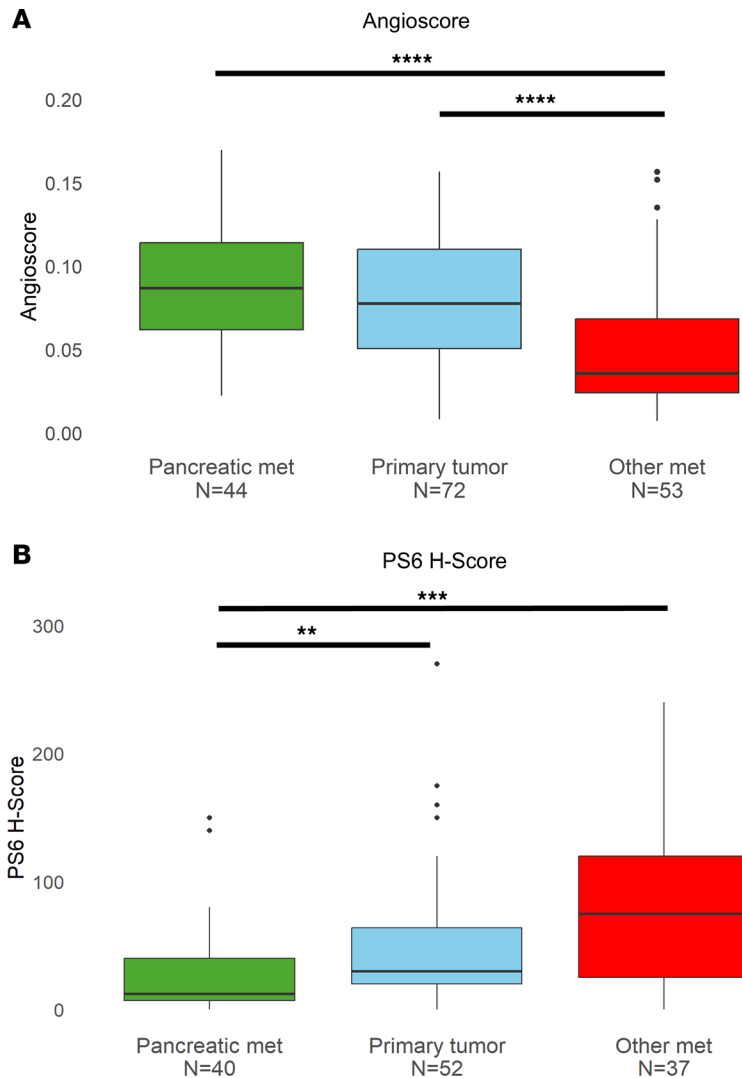 A
Angioscore
****
****
0.20
0.15
0.10
0.05
0.00
Angioscore
Pancreatic met
N=44
Primary tumor
N=72
Other met
N=53
B
PS6 H-Score
***
**
300
200
100
0
PS6 H-Score
Pancreatic met
N=40
Primary tumor
N=52
Other met
N=37